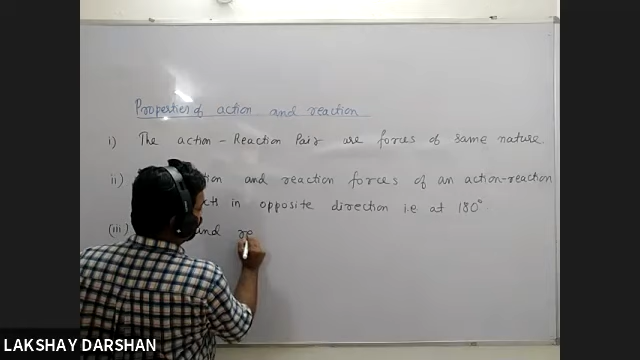 Properties of action and reaction
i) The action - Reaction Pair are forces of same nature.
ii) and reaction forces of an action-reaction
in opposite direction i.e at 180°.
(iii) and re
LAKSHAY DARSHAN